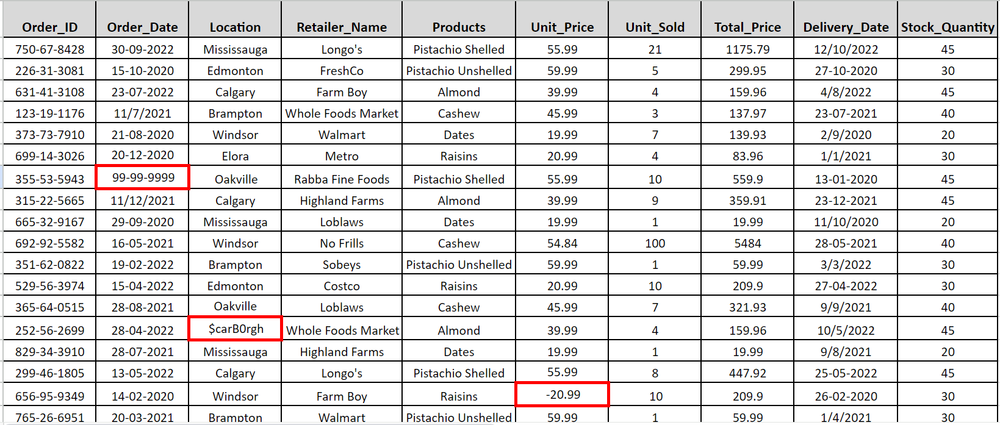 Order_ID Order_Date Location Retailer_Name Products Unit_Price Unit_Sold Total_Price Delivery_Date Stock_Quantity
750-67-8428 30-09-2022 Mississauga Longo's Pistachio Shelled 55.99 21 1175.79 12/10/2022 45
226-31-3081 15-10-2020 Edmonton FreshCo Pistachio Unshelled 59.99 5 299.95 27-10-2020 30
631-41-3108 23-07-2022 Calgary Farm Boy Almond 39.99 4 159.96 4/8/2022 45
123-19-1176 11/7/2021 Brampton Whole Foods Market Cashew 45.99 3 137.97 23-07-2021 40
373-73-7910 21-08-2020 Windsor Walmart Dates 19.99 7 139.93 2/9/2020 20
699-14-3026 20-12-2020 Elora Metro Raisins 20.99 4 83.96 1/1/2021 30
355-53-5943 99-99-9999 Oakville Rabba Fine Foods Pistachio Shelled 55.99 10 559.9 13-01-2020 45
315-22-5665 11/12/2021 Calgary Highland Farms Almond 39.99 9 359.91 23-12-2021 45
665-32-9167 29-09-2020 Mississauga Loblaws Dates 19.99 1 19.99 11/10/2020 20
692-92-5582 16-05-2021 Windsor No Frills Cashew 54.84 100 5484 28-05-2021 40
351-62-0822 19-02-2022 Brampton Sobeys Pistachio Unshelled 59.99 1 59.99 3/3/2022 30
529-56-3974 15-04-2022 Edmonton Costco Raisins 20.99 10 209.9 27-04-2022 30
365-64-0515 28-08-2021 Oakville Loblaws Cashew 45.99 7 321.93 9/9/2021 40
252-56-2699 28-04-2022 $carB0rgh Whole Foods Market Almond 39.99 4 159.96 10/5/2022 45
829-34-3910 28-07-2021 Mississauga Highland Farms Dates 19.99 1 19.99 9/8/2021 20
299-46-1805 13-05-2022 Calgary Longo's Pistachio Shelled 55.99 8 447.92 25-05-2022 45
656-95-9349 14-02-2020 Windsor Farm Boy Raisins -20.99 10 209.9 26-02-2020 30
765-26-6951 20-03-2021 Brampton Walmart Pistachio Unshelled 59.99 1 59.99 1/4/2021 30